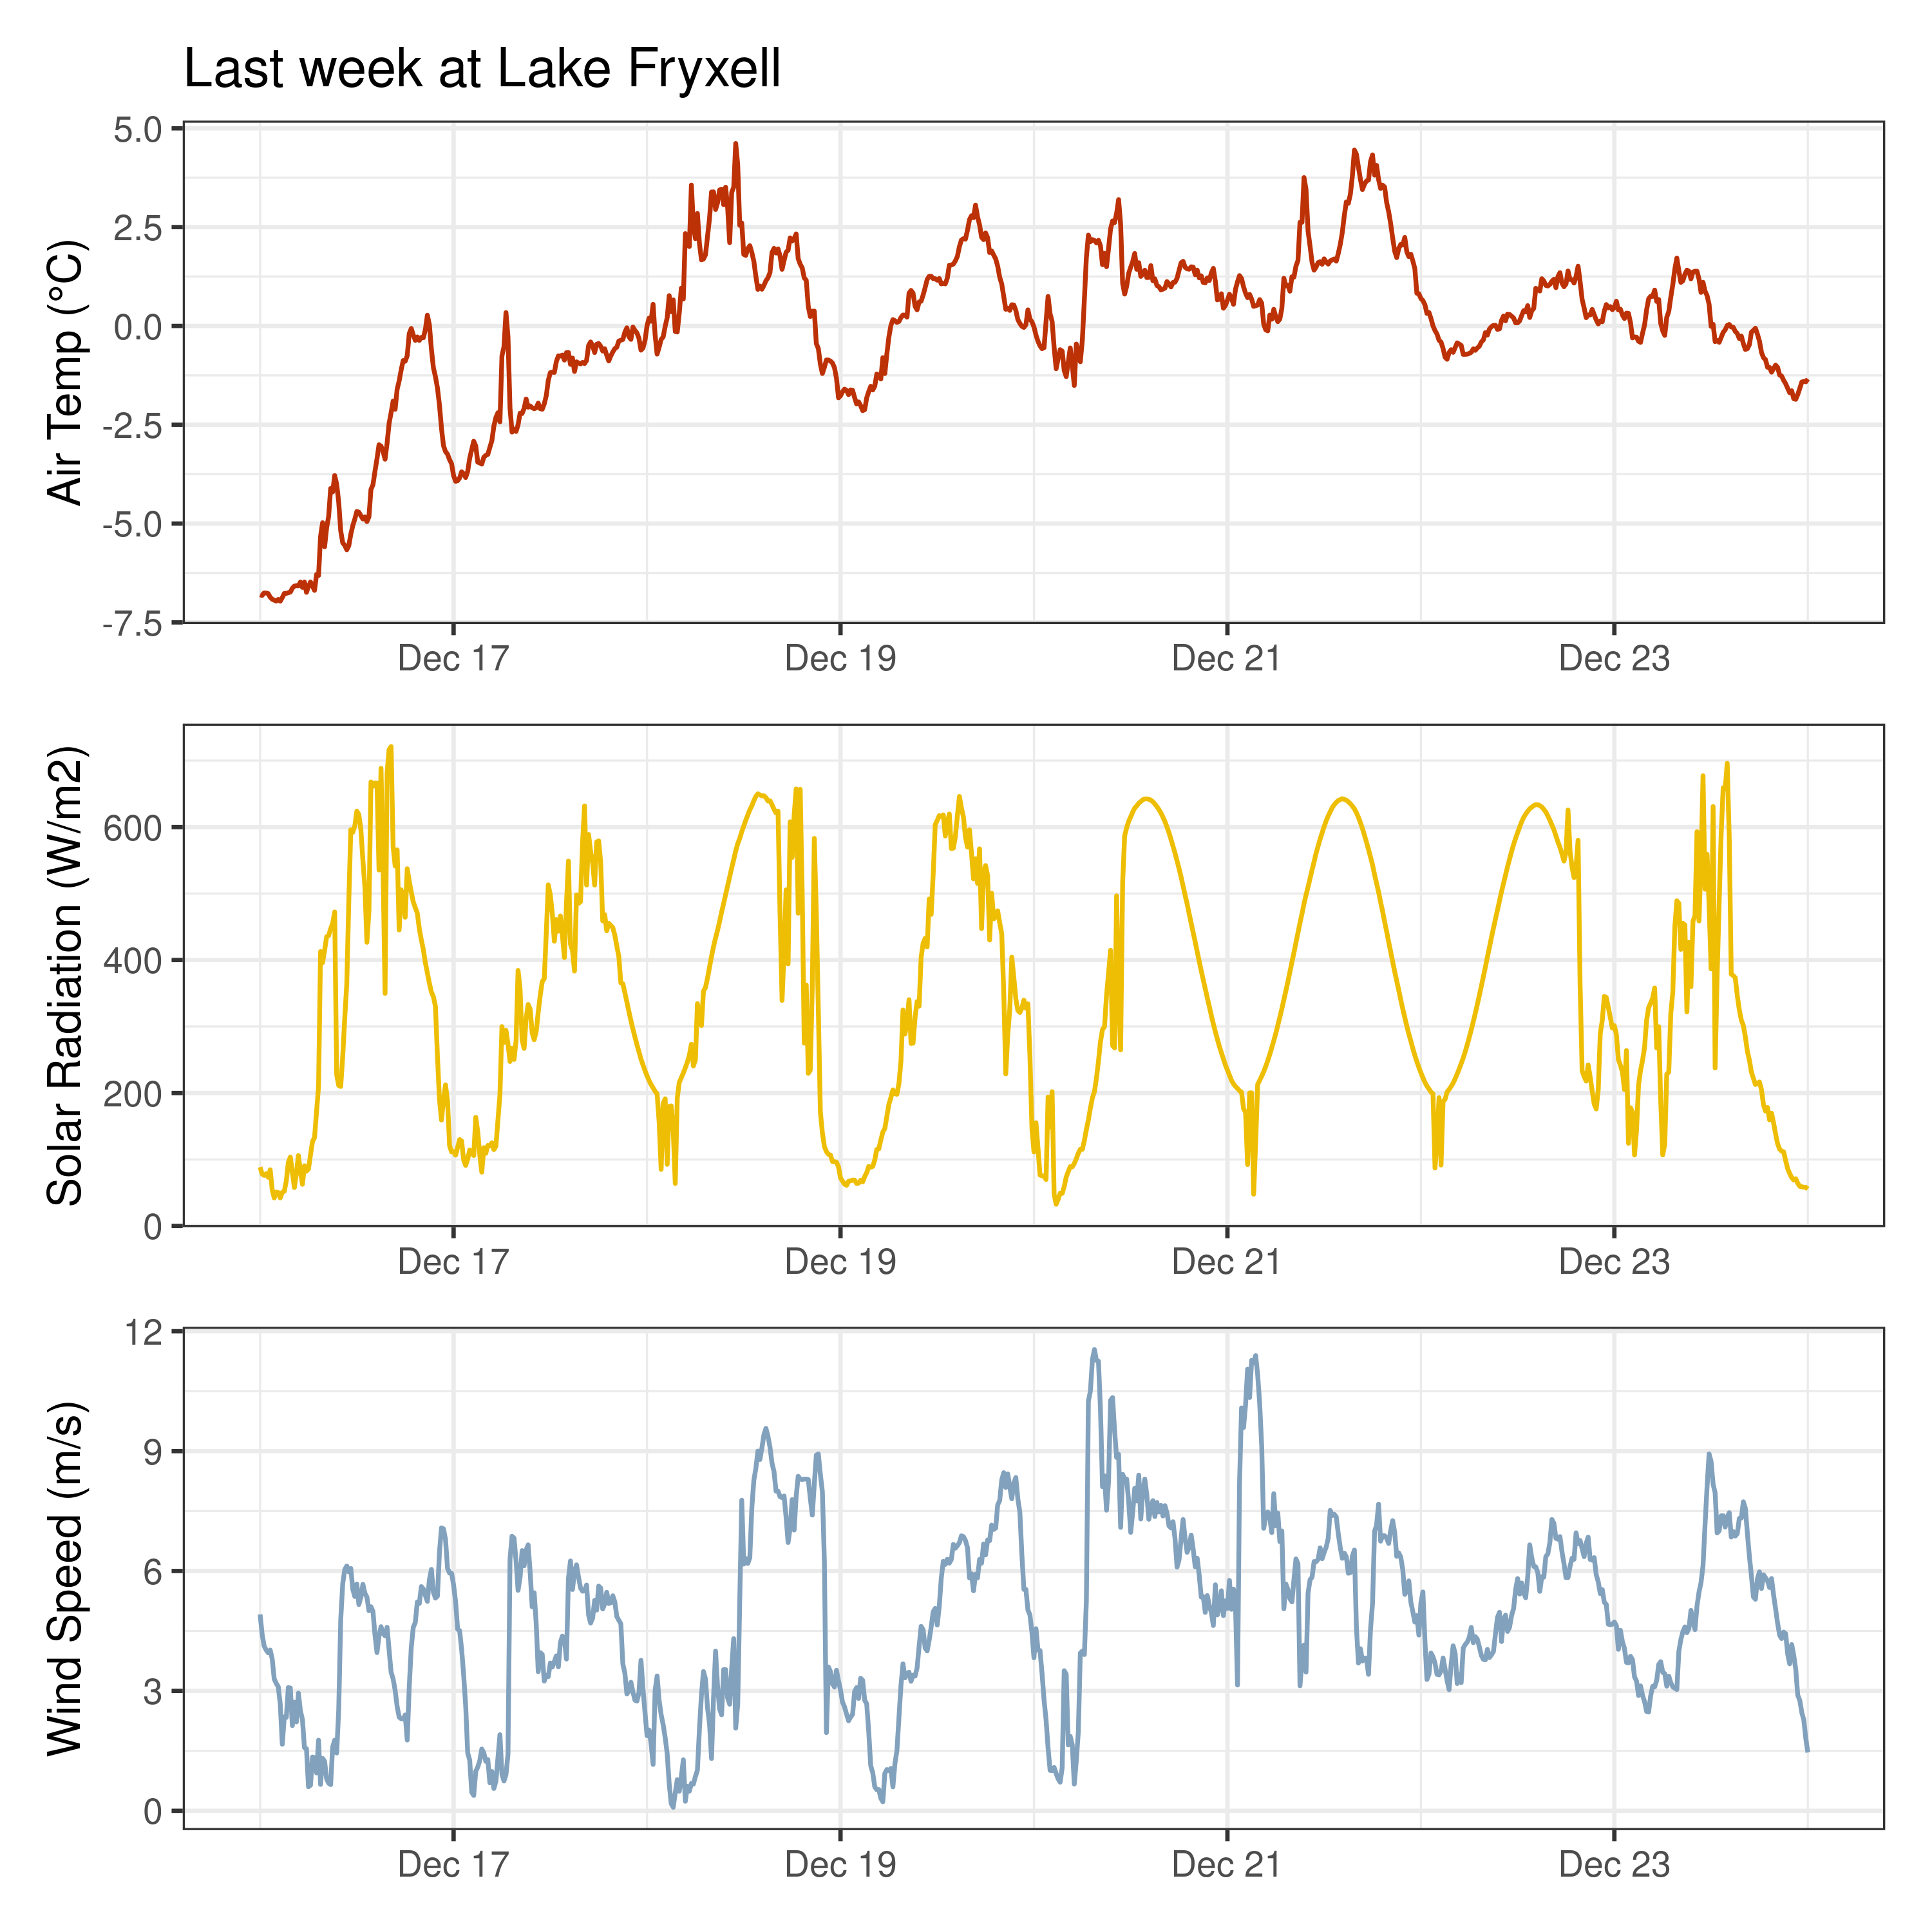 Last week at Lake Fryxell
Air Temp (°C)
5.0
2.5
0.0
-2.5
-5.0
-7.5
Dec 17 Dec 19 Dec 21 Dec 23
Solar Radiation (W/m2)
600
400
200
0
Dec 17 Dec 19 Dec 21 Dec 23
Wind Speed (m/s)
12
9
6
3
0
Dec 17 Dec 19 Dec 21 Dec 23